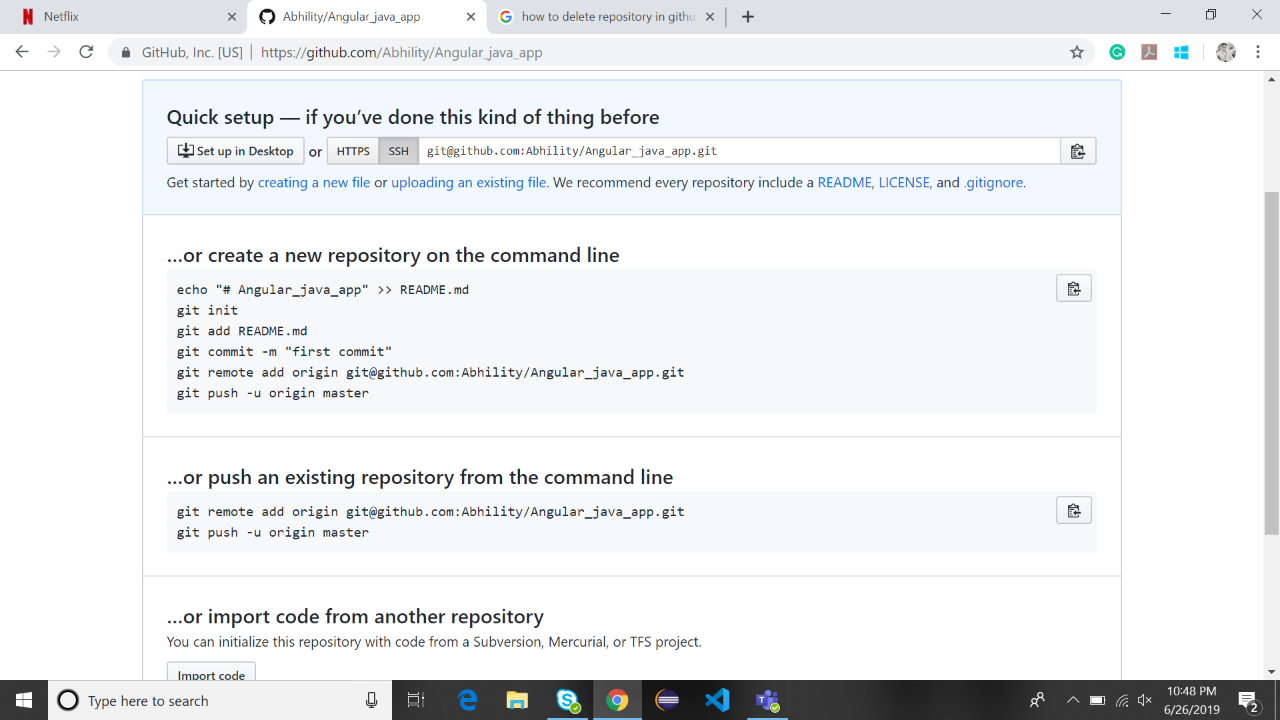 Netflix
Abhility/Angular_java_app
how to delete repository in githu
GitHub, Inc. [US] | https://github.com/Abhility/Angular_java_app
Quick setup — if you’ve done this kind of thing before
Set up in Desktop or HTTPS SSH git@github.com:Abhility/Angular_java_app.git
Get started by creating a new file or uploading an existing file. We recommend every repository include a README, LICENSE, and .gitignore.
…or create a new repository on the command line
echo "# Angular_java_app" >> README.md
git init
git add README.md
git commit -m "first commit"
git remote add origin git@github.com:Abhility/Angular_java_app.git
git push -u origin master
…or push an existing repository from the command line
git remote add origin git@github.com:Abhility/Angular_java_app.git
git push -u origin master
…or import code from another repository
You can initialize this repository with code from a Subversion, Mercurial, or TFS project.
Import code
Type here to search
10:48 PM
6/26/2019
2